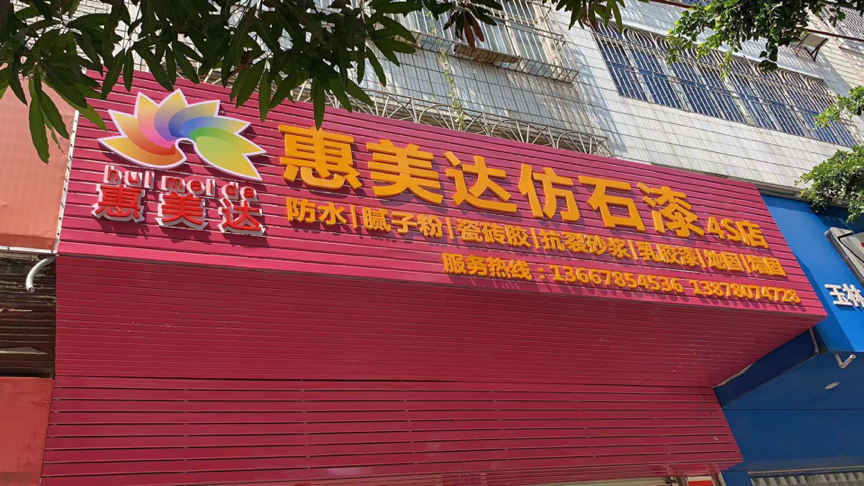 hui mei da
惠美达
惠美达仿石漆4S店
防水|腻子粉|瓷砖胶|抗裂砂浆|乳胶漆|地固|墙固
服务热线：13667854536 13878074728
玉林